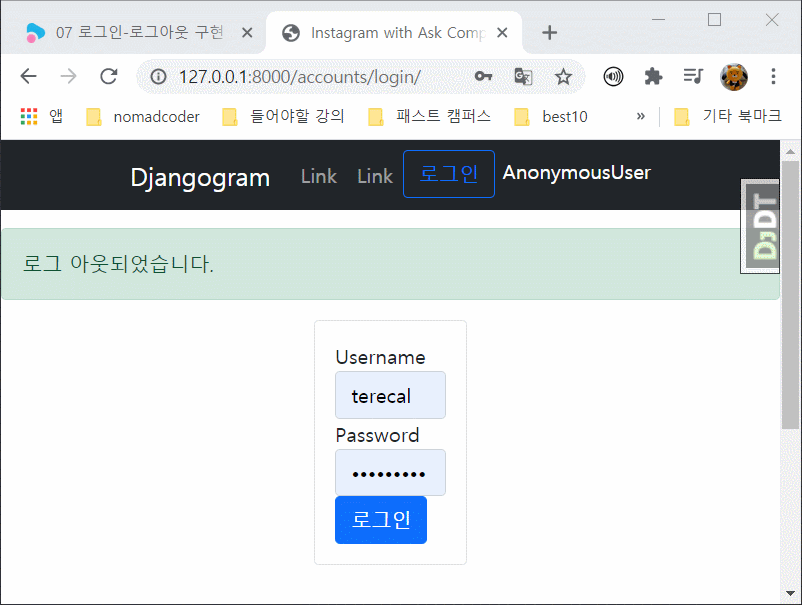 07 로그인-로그아웃 구현
Instagram with Ask Comp
127.0.0.1:8000/accounts/login/
앱 nomadcoder 들어야할 강의 패스트 캠퍼스 best10 » 기타 북마크
Djangogram Link Link 로그인 AnonymousUser
DjDT
로그 아웃되었습니다.
Username
terecal
Password
•••••••••
로그인